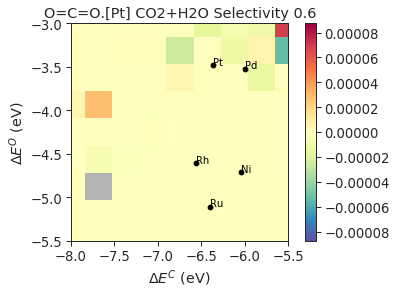 O=C=O.[Pt] CO2+H2O Selectivity 0.6
−3.0
−3.5
−4.0
−4.5
−5.0
−5.5
ΔE^O (eV)
Pt
Pd
Rh
Ni
Ru
−8.0 −7.5 −7.0 −6.5 −6.0 −5.5
ΔE^C (eV)
0.00008
0.00006
0.00004
0.00002
0.00000
−0.00002
−0.00004
−0.00006
−0.00008